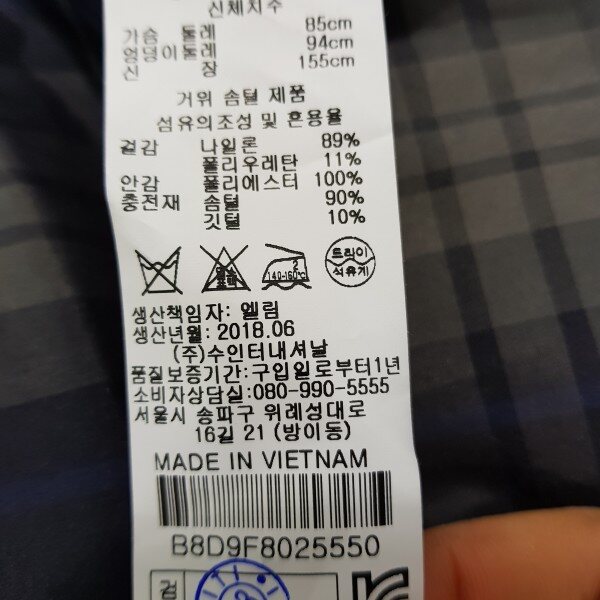 신체치수
가슴 둘레 85cm
엉덩이둘레 94cm
신 장 155cm
거위 솜털 제품
섬유의조성 및 혼용율
겉감 나일론 89%
폴리우레탄 11%
안감 폴리에스터 100%
충전재 솜털 90%
깃털 10%
2
140-160℃
드라이
석유계
생산책임자: 엘림
생산년월: 2018.06
(주)수인터내셔날
품질보증기간:구입일로부터1년
소비자상담실:080-990-5555
서울시 송파구 위례성대로
16길 21 (방이동)
MADE IN VIETNAM
B8D9F8025550